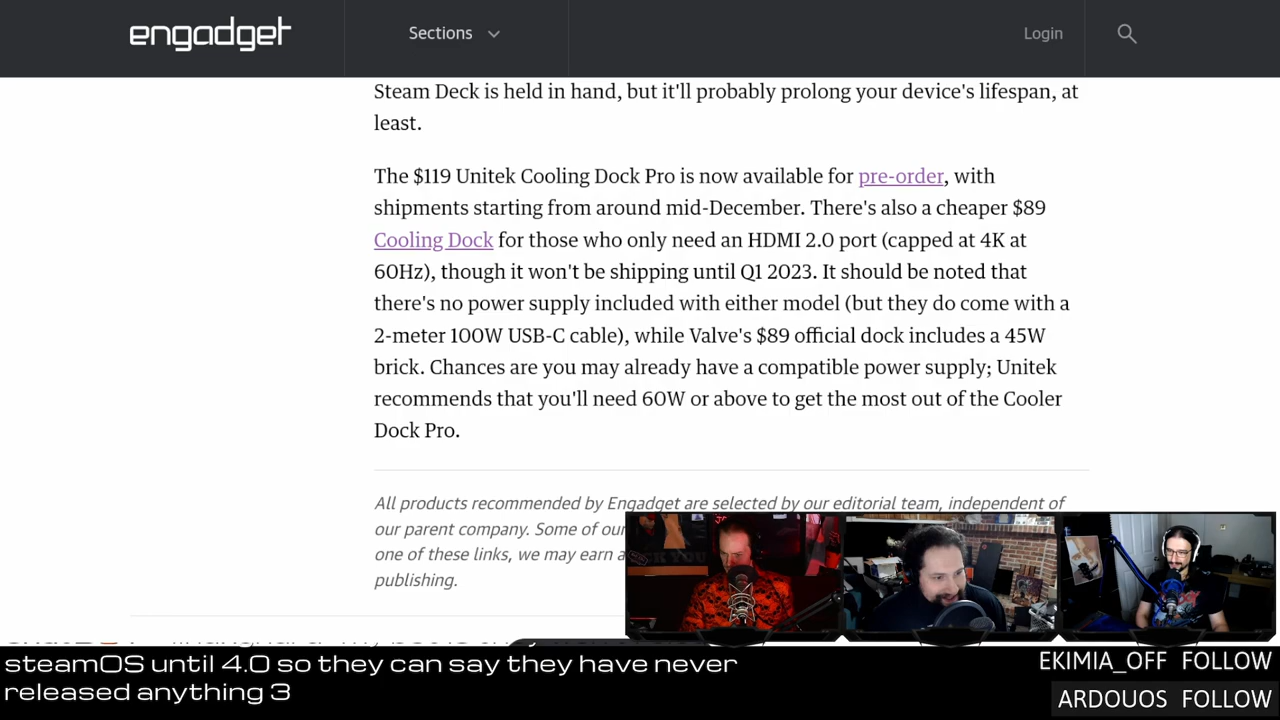 engadget
Sections
Login
Steam Deck is held in hand, but it'll probably prolong your device's lifespan, at
least.
The $119 Unitek Cooling Dock Pro is now available for pre-order, with
shipments starting from around mid-December. There's also a cheaper $89
Cooling Dock for those who only need an HDMI 2.0 port (capped at 4K at
60Hz), though it won't be shipping until Q1 2023. It should be noted that
there's no power supply included with either model (but they do come with a
2-meter 100W USB-C cable), while Valve's $89 official dock includes a 45W
brick. Chances are you may already have a compatible power supply; Unitek
recommends that you'll need 60W or above to get the most out of the Cooler
Dock Pro.
All products recommended by Engadget are selected by our editorial team, independent of
our parent company. Some of our
one of these links, we may earn a
publishing.
steamOS until 4.0 so they can say they have never
released anything 3
EKIMIA_OFF FOLLOW
ARDOUOS FOLLOW